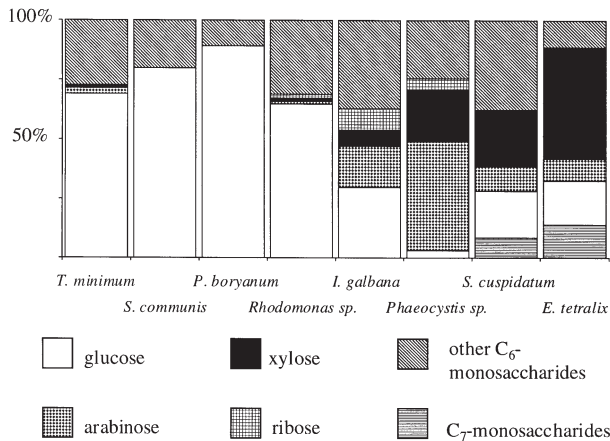 100%
50%
T. minimum P. boryanum I. galbana S. cuspidatum
S. communis Rhodomonas sp. Phaeocystis sp. E. tetralix
glucose xylose other C6-
monosaccharides
arabinose ribose C7-monosaccharides